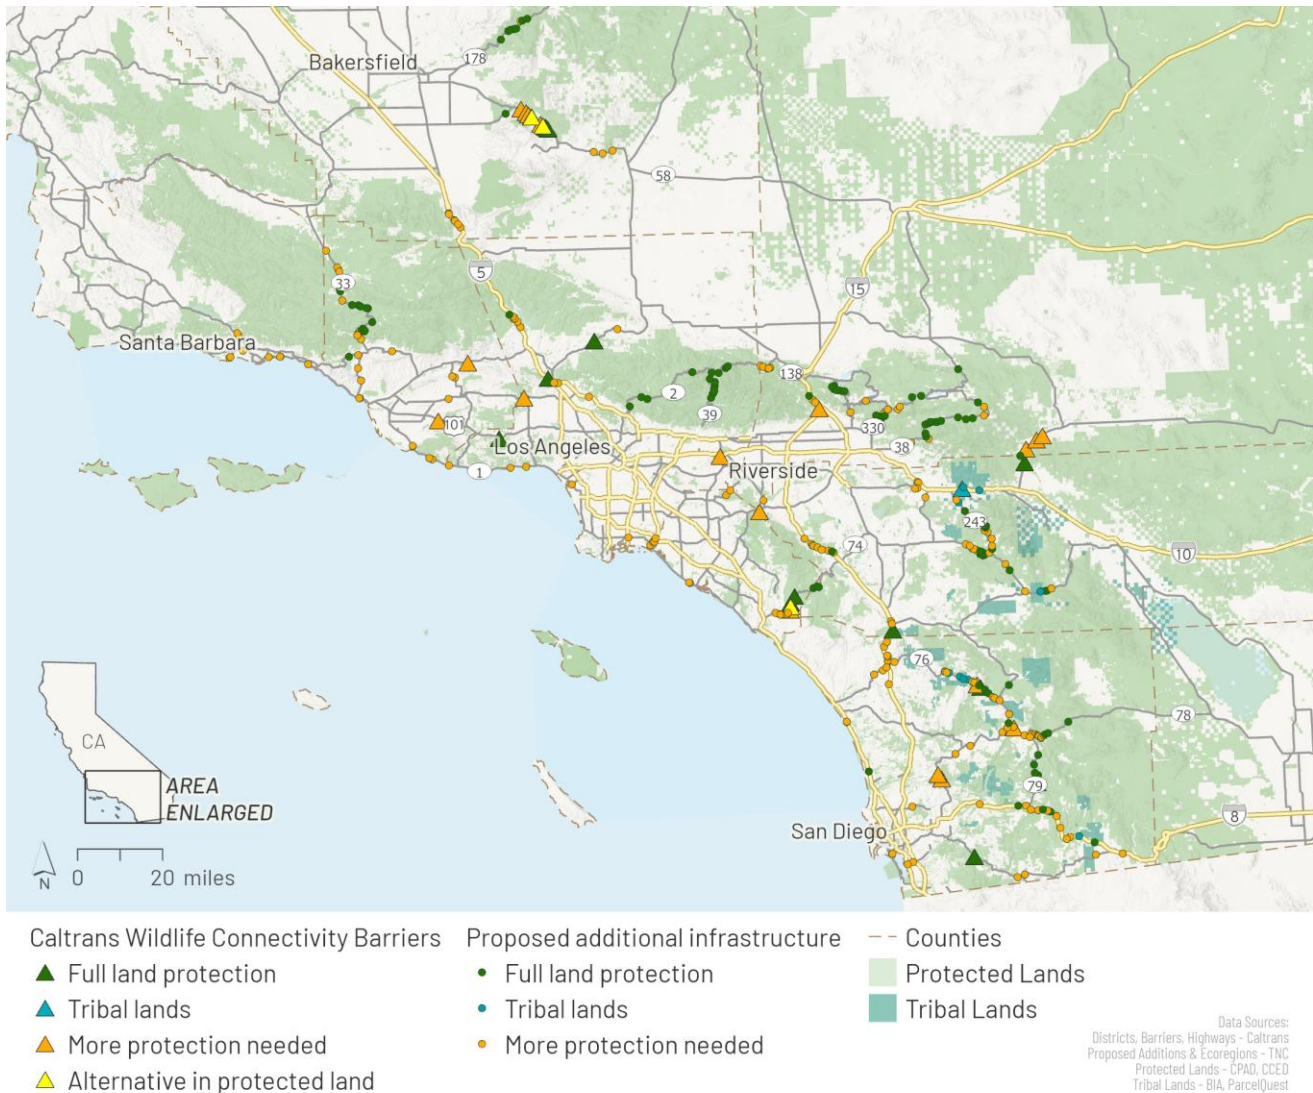 Bakersfield
178
58
5
33
15
Santa Barbara
138
2
39
330
101
Los Angeles
38
1
Riverside
243
74
10
76
78
79
CA
AREA
ENLARGED
San Diego
8
N
0 20 miles
Caltrans Wildlife Connectivity Barriers
Full land protection
Tribal lands
More protection needed
Alternative in protected land
Proposed additional infrastructure
Full land protection
Tribal lands
More protection needed
Counties
Protected Lands
Tribal Lands
Data Sources:
Districts, Barriers, Highways - Caltrans
Proposed Additions & Ecoregions - TNC
Protected Lands - CPAD, CCED
Tribal Lands - BIA, ParcelQuest